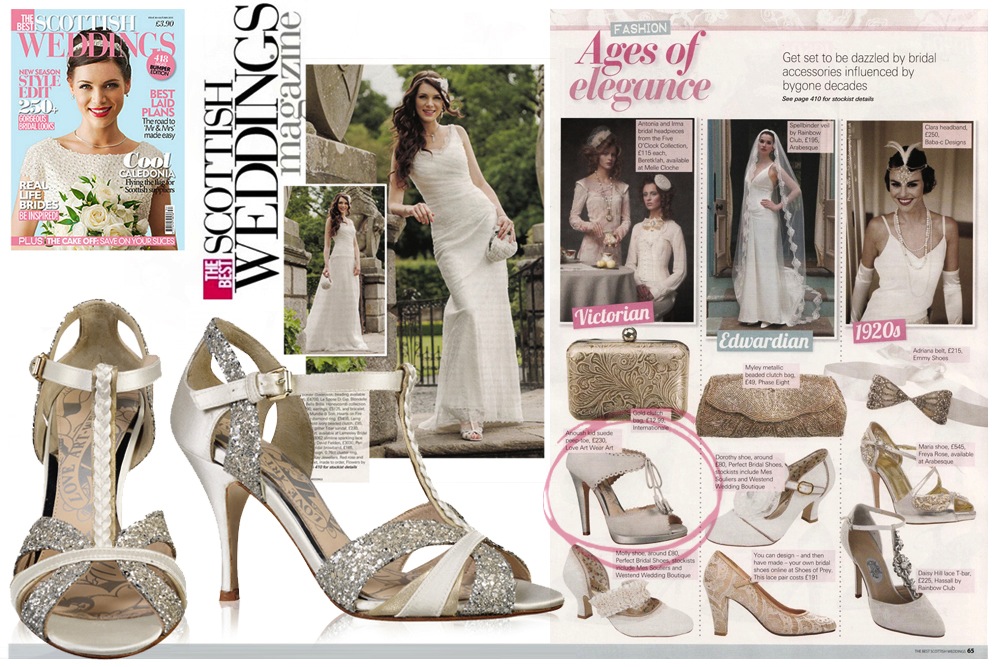 THE BEST
SCOTTISH
WEDDINGS
£3.90
BUMPER
EDITION
NEW SEASON
STYLE
EDIT
250+
GORGEOUS
BRIDAL LOOKS
BEST
LAID
PLANS
The road to
'Mr & Mrs'
made easy
Cool
CALEDONIA
Flying the flag for
Scottish suppliers
REAL
LIFE
BRIDES
BE INSPIRED!
PLUS THE CAKE OFF: SAVE ON YOUR SLICES
THE BEST
SCOTTISH
WEDDINGS
magazine
410 for stockist details
FASHION
Ages of
elegance
Get set to be dazzled by bridal
accessories influenced by
bygone decades
See page 410 for stockist details
Antonia and Irma
bridal headpieces
from the Five
O'Clock Collection,
£115 each,
Beretkah, available
at Melle Cloche
Spellbinder veil
by Rainbow
Club, £195,
Arabesque
Clara headband,
£250,
Baba-c Designs
Victorian
Edwardian
1920s
Adriana belt, £215,
Emmy Shoes
Myley metallic
beaded clutch bag,
£49, Phase Eight
Gold clutch
bag, £12.99,
Internationale
Anoush kid suede
peep-toe, £230,
Love Art Wear Art
Dorothy shoe, around
£80, Perfect Bridal Shoes,
stockists include Mes
Souliers and Westend
Wedding Boutique
Maria shoe, £545,
Freya Rose, available
at Arabesque
Molly shoe, around £80,
Perfect Bridal Shoes, stockists
include Mes Souliers and
Westend Wedding Boutique
You can design – and then
have made – your own bridal
shoes online at Shoes of Prey.
This lace pair costs £191
Daisy Hill lace T-bar,
£225, Hassall by
Rainbow Club
THE BEST SCOTTISH WEDDINGS 65